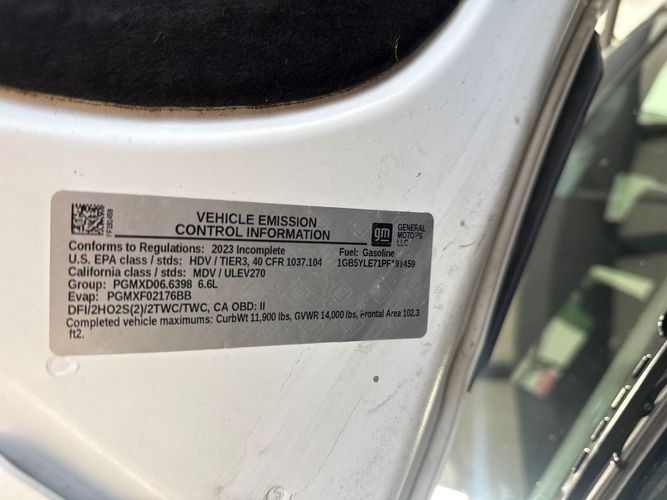 VEHICLE EMISSION
CONTROL INFORMATION
gm
GENERAL
MOTORS
LLC
Conforms to Regulations: 2023 Incomplete
Fuel: Gasoline
U.S. EPA class / stds: HDV / TIER3, 40 CFR 1037.104
California class / stds: MDV / ULEV270
Group: PGMXD06.6398 6.6L
Evap: PGMXF02176BB
DFI/2HO2S(2)/2TWC/TWC, CA OBD: II
Completed vehicle maximums: CurbWt 11,900 lbs, GVWR 14,000 lbs, Frontal Area 102.3
ft2.